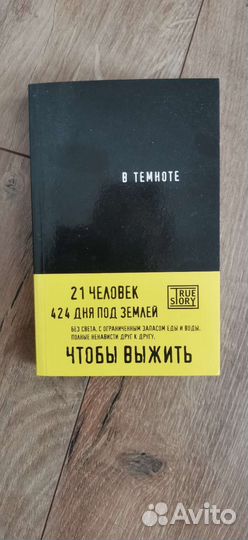 В ТЕМНОТЕ
21 ЧЕЛОВЕК
424 ДНЯ ПОД ЗЕМЛЕЙ
TRUE
STORY
БЕЗ СВЕТА, С ОГРАНИЧЕННЫМ ЗАПАСОМ ЕДЫ И ВОДЫ,
ПОЛНЫЕ НЕНАВИСТИ ДРУГ К ДРУГУ,
ЧТОБЫ ВЫЖИТЬ
Avito